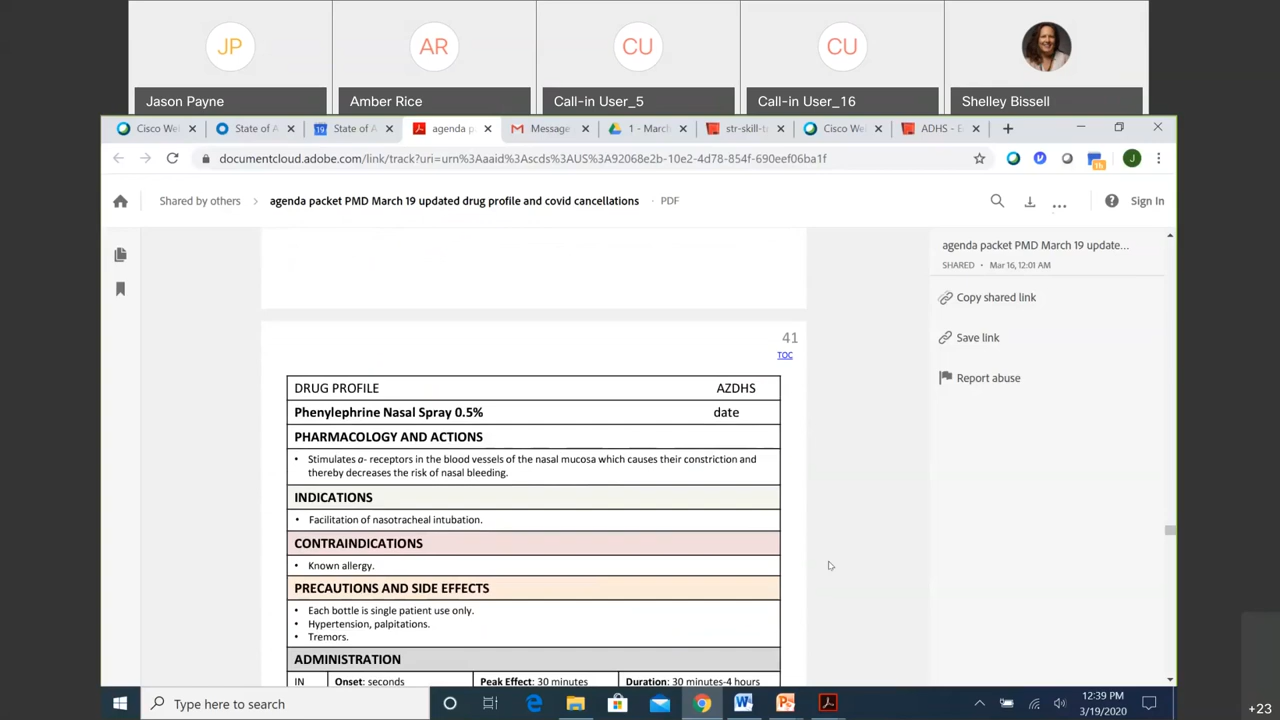 JP
AR
CU
CU
Jason Payne
Amber Rice
Call-in User_5
Call-in User_16
Shelley Bissell
Cisco We
State of A
State of A
agenda p
Message
1 - March
str-skill-t
Cisco We
ADHS - E
documentcloud.adobe.com/link/track?uri=urn%3Aaaid%3Ascds%3AUS%3A92068e2b-10e2-4d78-854f-690eef06ba1f
J
Shared by others
agenda packet PMD March 19 updated drug profile and covid cancellations
PDF
Sign In
agenda packet PMD March 19 update...
SHARED • Mar 16, 12:01 AM
Copy shared link
Save link
Report abuse
41
TOC
DRUG PROFILE AZDHS
Phenylephrine Nasal Spray 0.5% date
PHARMACOLOGY AND ACTIONS
• Stimulates α- receptors in the blood vessels of the nasal mucosa which causes their constriction and
thereby decreases the risk of nasal bleeding.
INDICATIONS
• Facilitation of nasotracheal intubation.
CONTRAINDICATIONS
• Known allergy.
PRECAUTIONS AND SIDE EFFECTS
• Each bottle is single patient use only.
• Hypertension, palpitations.
• Tremors.
ADMINISTRATION
IN Onset: seconds Peak Effect: 30 minutes Duration: 30 minutes-4 hours
Type here to search
12:39 PM
3/19/2020
+23